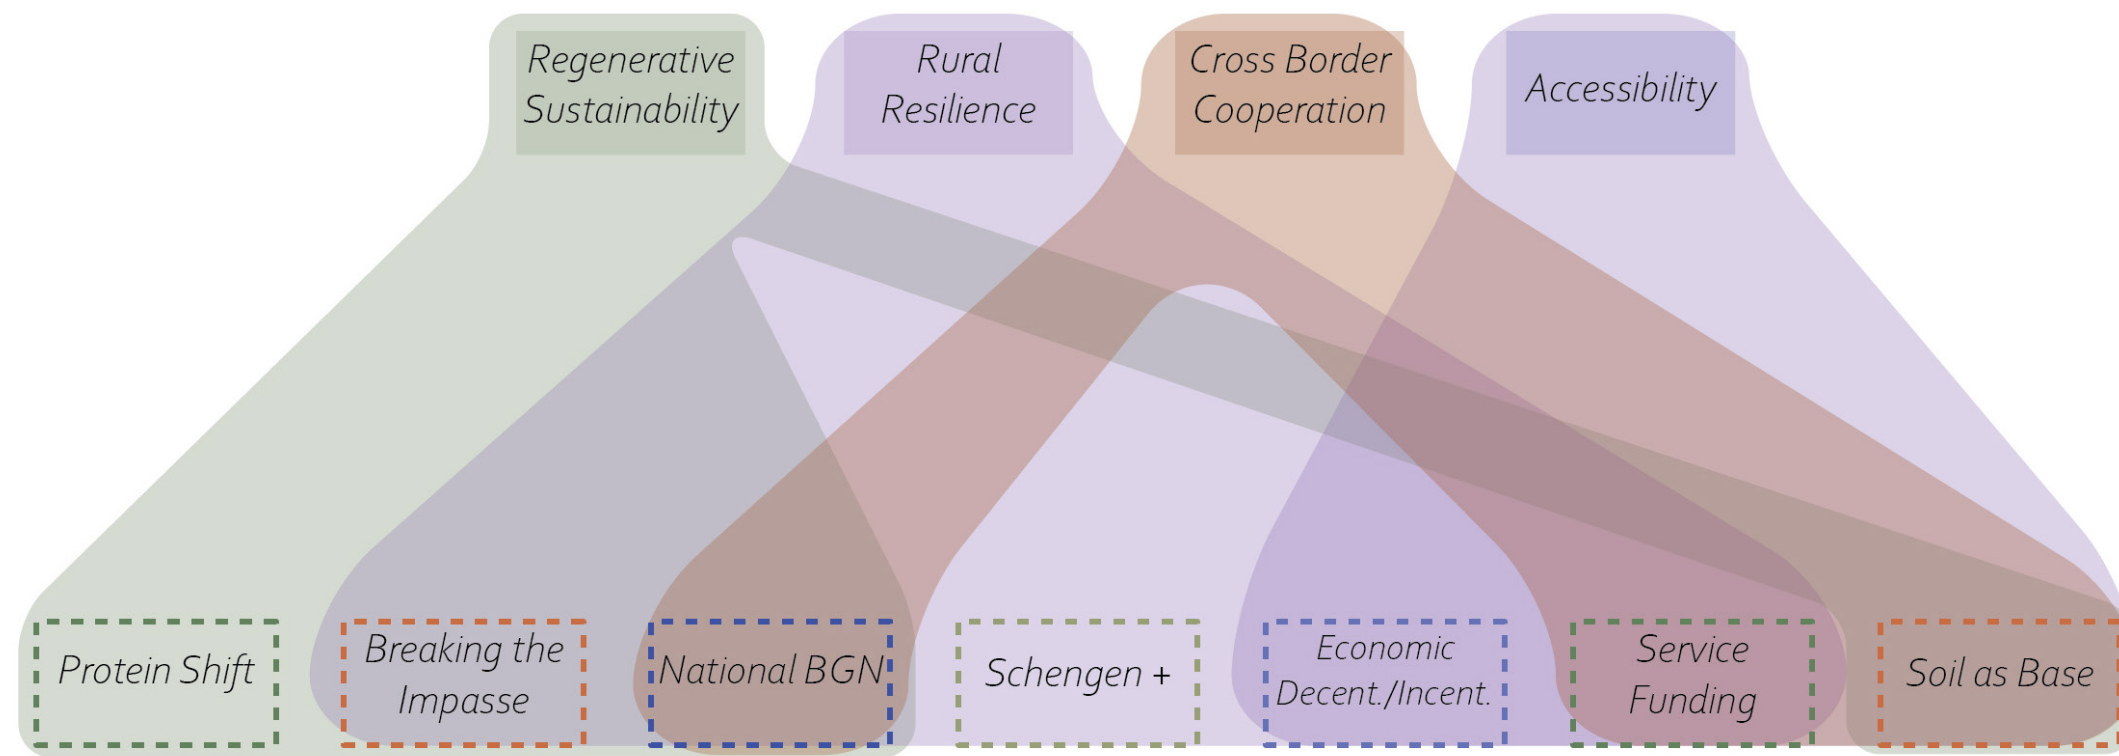 Regenerative
Sustainability
Rural
Resilience
Cross Border
Cooperation
Accessibility
Protein Shift
Breaking the
Impasse
National BGN
Schengen +
Economic
Decent./Incent.
Service
Funding
Soil as Base